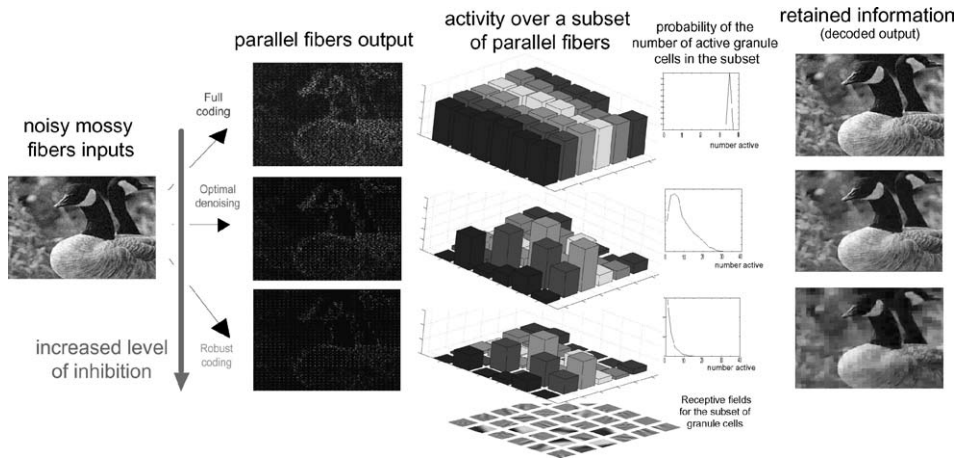 noisy mossy
fibers inputs
increased level
of inhibition
Full
coding
Optimal
denoising
Robust
coding
parallel fibers output
activity over a subset
of parallel fibers
probability of the
number of active granule
cells in the subset
number active
number active
number active
Receptive fields
for the subset of
granule cells
retained information
(decoded output)